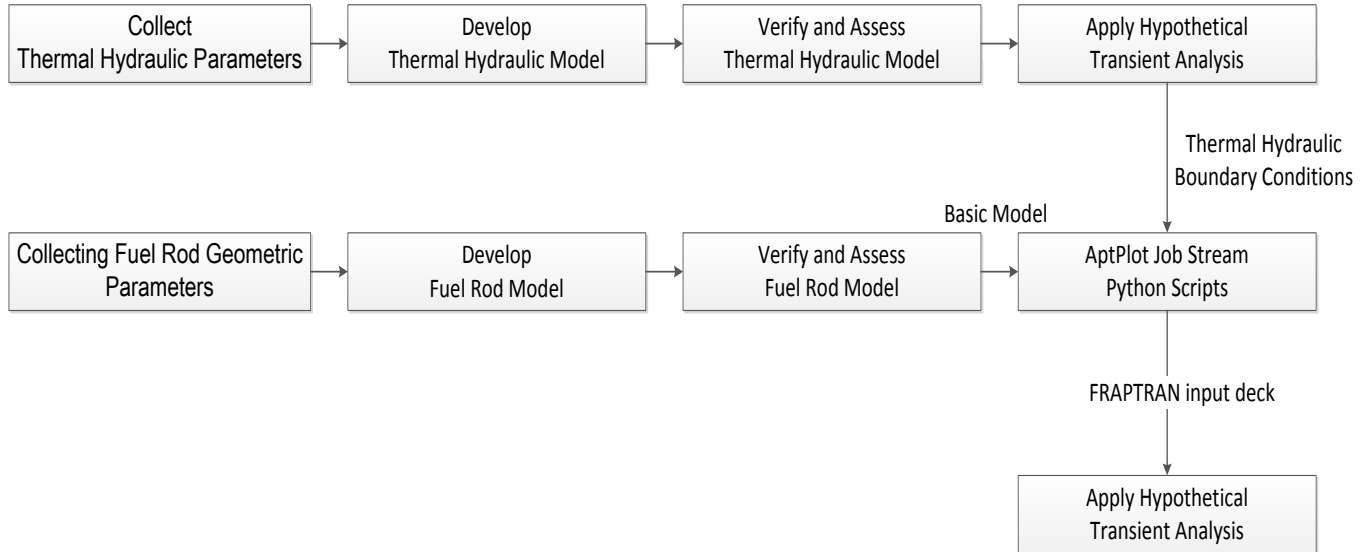 Collect
Thermal Hydraulic Parameters
Develop
Thermal Hydraulic Model
Verify and Assess
Thermal Hydraulic Model
Apply Hypothetical
Transient Analysis
Thermal Hydraulic
Boundary Conditions
Basic Model
Collecting Fuel Rod Geometric
Parameters
Develop
Fuel Rod Model
Verify and Assess
Fuel Rod Model
AptPlot Job Stream
Python Scripts
FRAPTRAN input deck
Apply Hypothetical
Transient Analysis